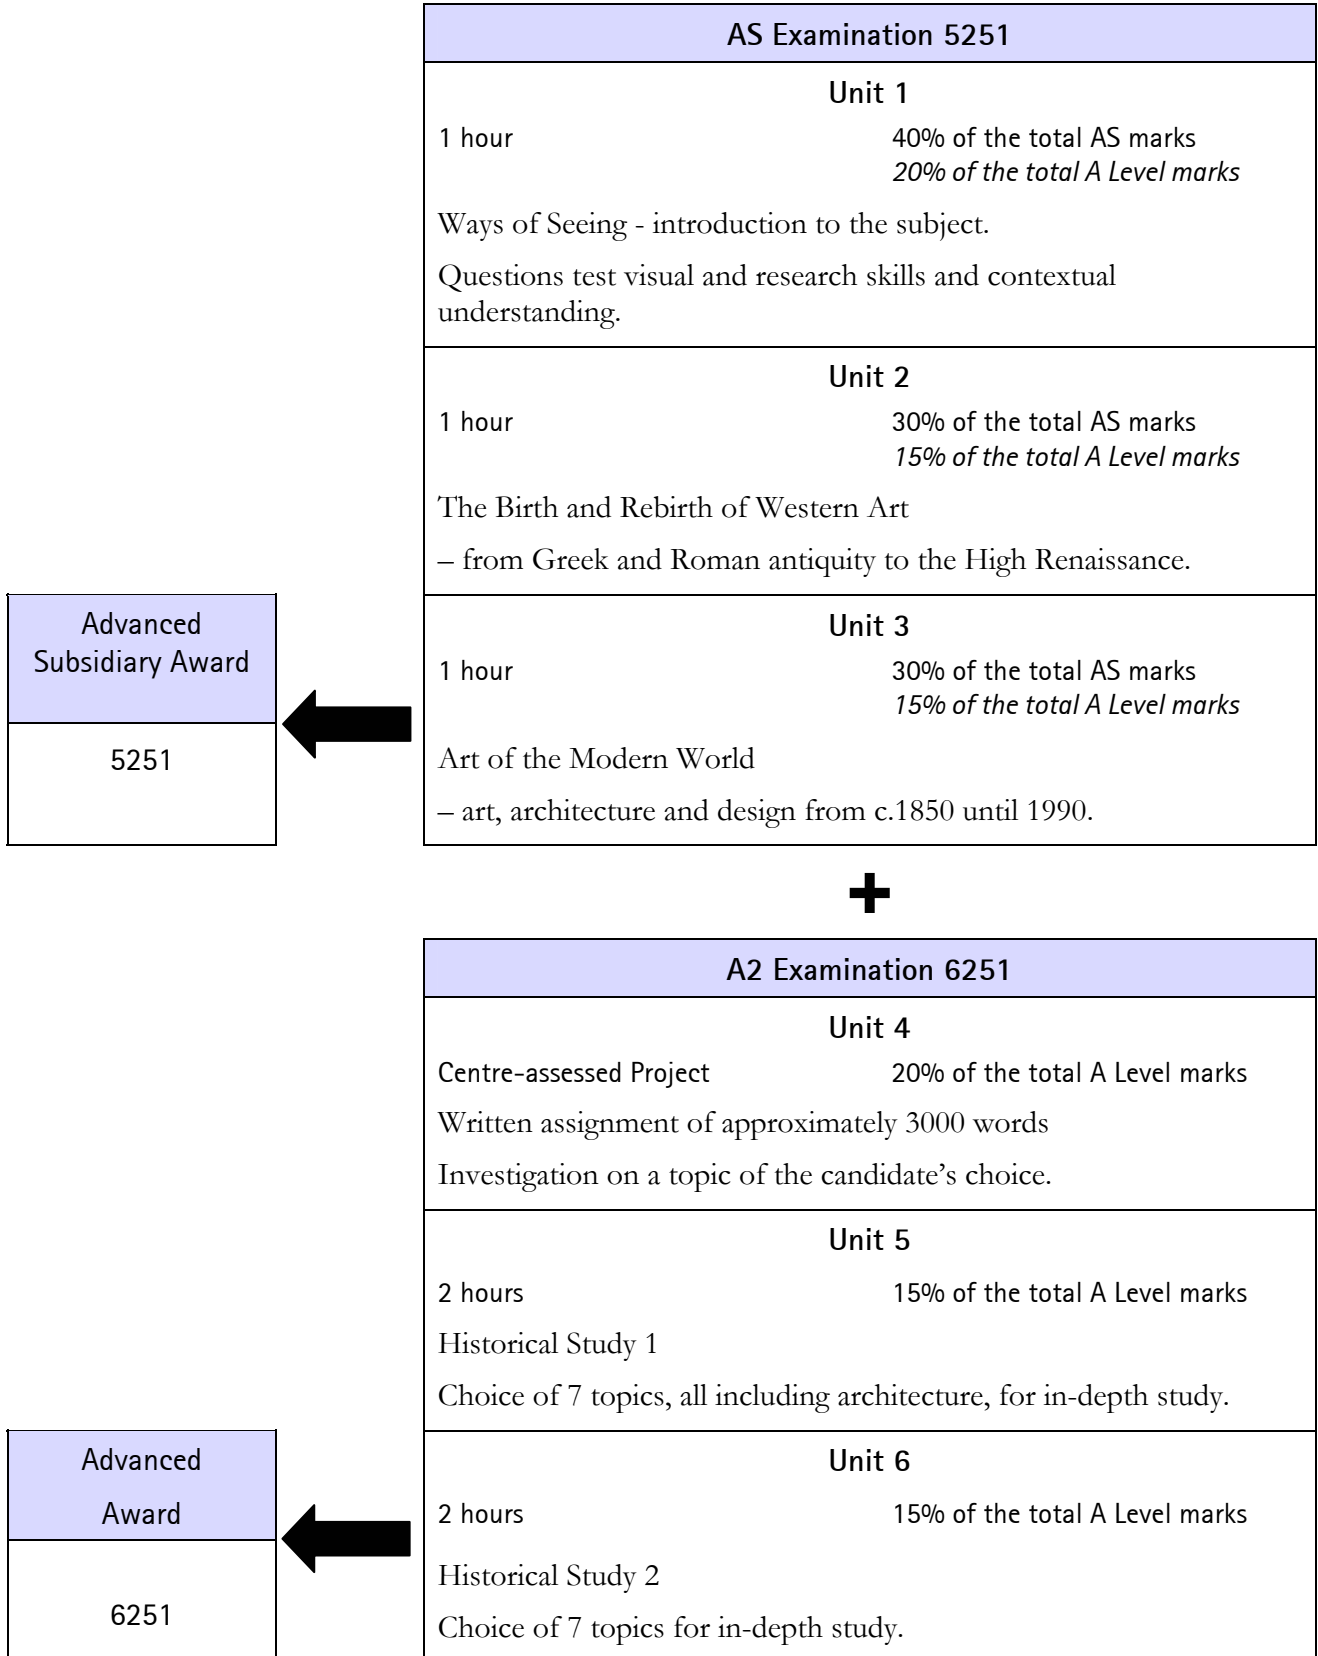 AS Examination 5251
Unit 1
1 hour 40% of the total AS marks
20% of the total A Level marks
Ways of Seeing - introduction to the subject.
Questions test visual and research skills and contextual
understanding.
Unit 2
1 hour 30% of the total AS marks
15% of the total A Level marks
The Birth and Rebirth of Western Art
– from Greek and Roman antiquity to the High Renaissance.
Advanced
Subsidiary Award
5251
Unit 3
1 hour 30% of the total AS marks
15% of the total A Level marks
Art of the Modern World
– art, architecture and design from c.1850 until 1990.
+
A2 Examination 6251
Unit 4
Centre-assessed Project 20% of the total A Level marks
Written assignment of approximately 3000 words
Investigation on a topic of the candidate’s choice.
Unit 5
2 hours 15% of the total A Level marks
Historical Study 1
Choice of 7 topics, all including architecture, for in-depth study.
Advanced
Award
6251
Unit 6
2 hours 15% of the total A Level marks
Historical Study 2
Choice of 7 topics for in-depth study.